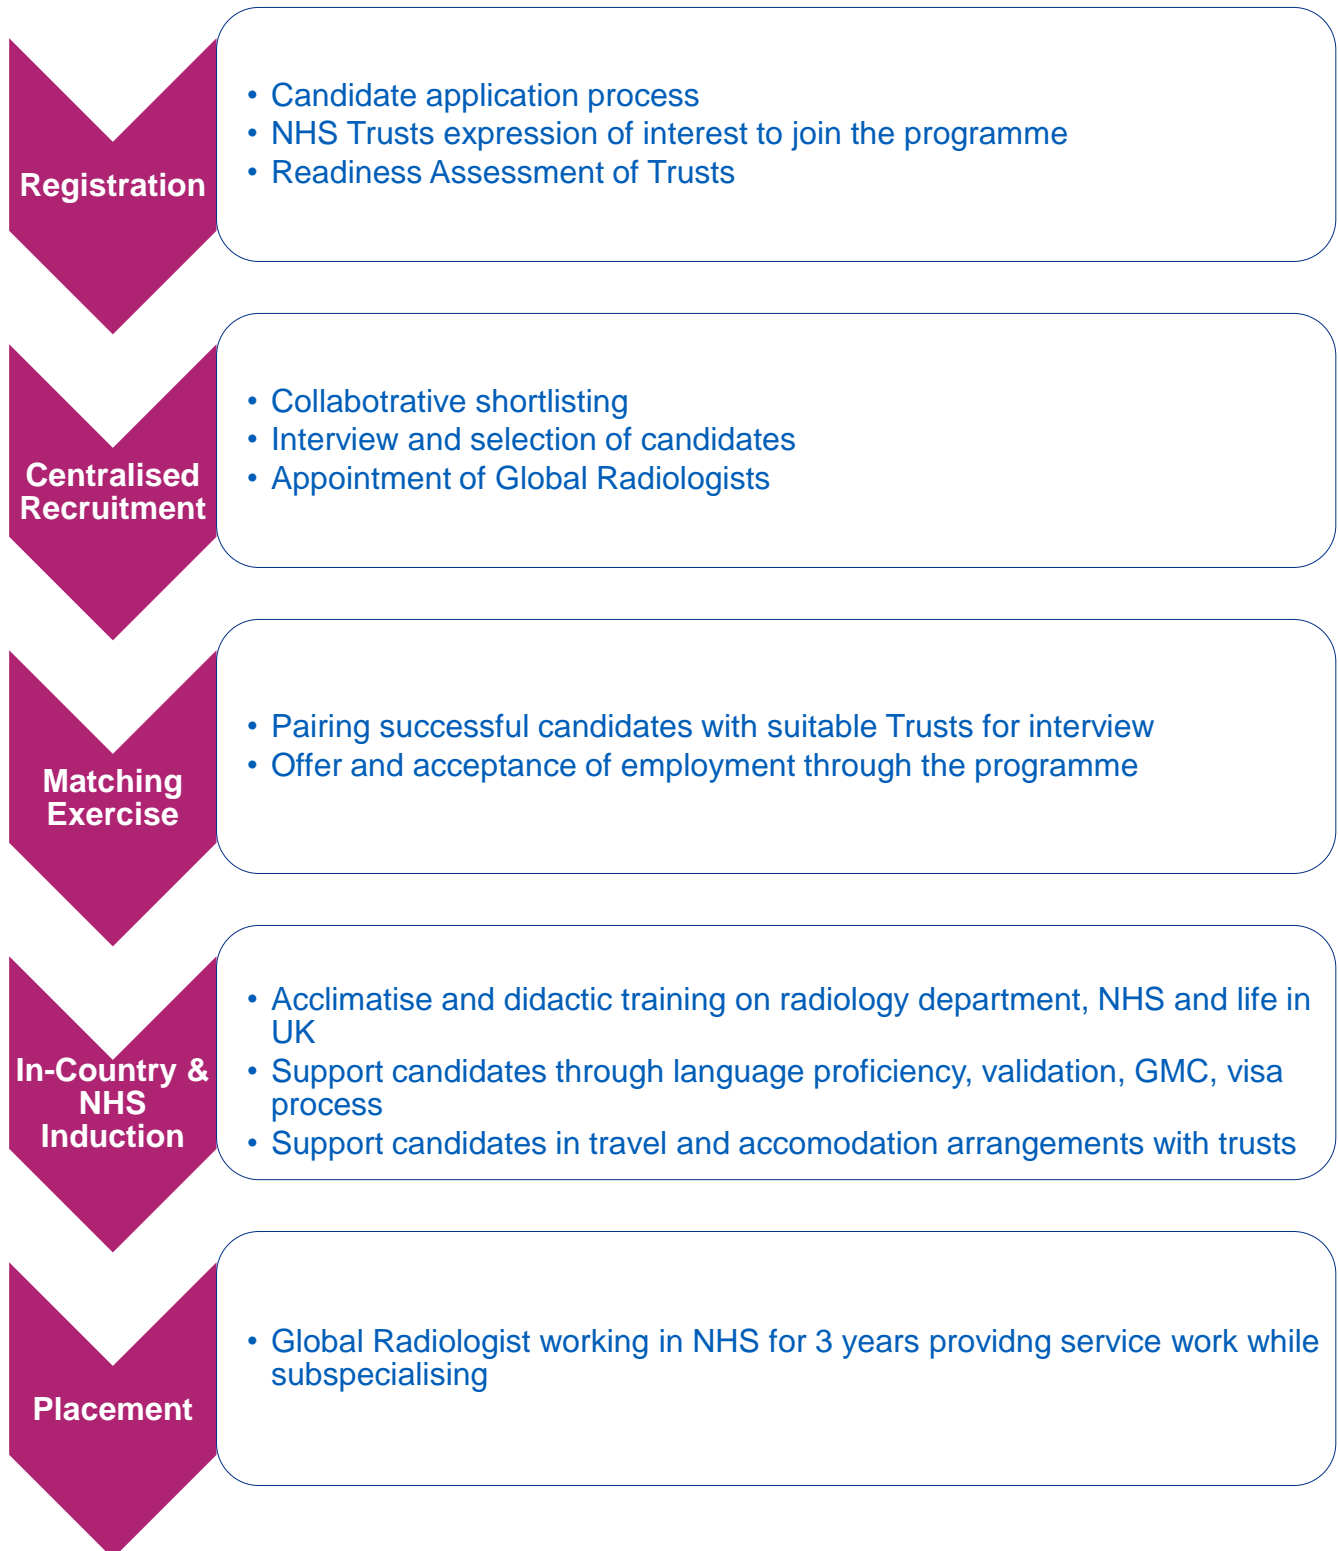 Registration
• Candidate application process
• NHS Trusts expression of interest to join the programme
• Readiness Assessment of Trusts
Centralised
Recruitment
• Collabotrative shortlisting
• Interview and selection of candidates
• Appointment of Global Radiologists
Matching
Exercise
• Pairing successful candidates with suitable Trusts for interview
• Offer and acceptance of employment through the programme
In-Country &
NHS
Induction
• Acclimatise and didactic training on radiology department, NHS and life in
UK
• Support candidates through language proficiency, validation, GMC, visa
process
• Support candidates in travel and accomodation arrangements with trusts
Placement
• Global Radiologist working in NHS for 3 years providng service work while
subspecialising